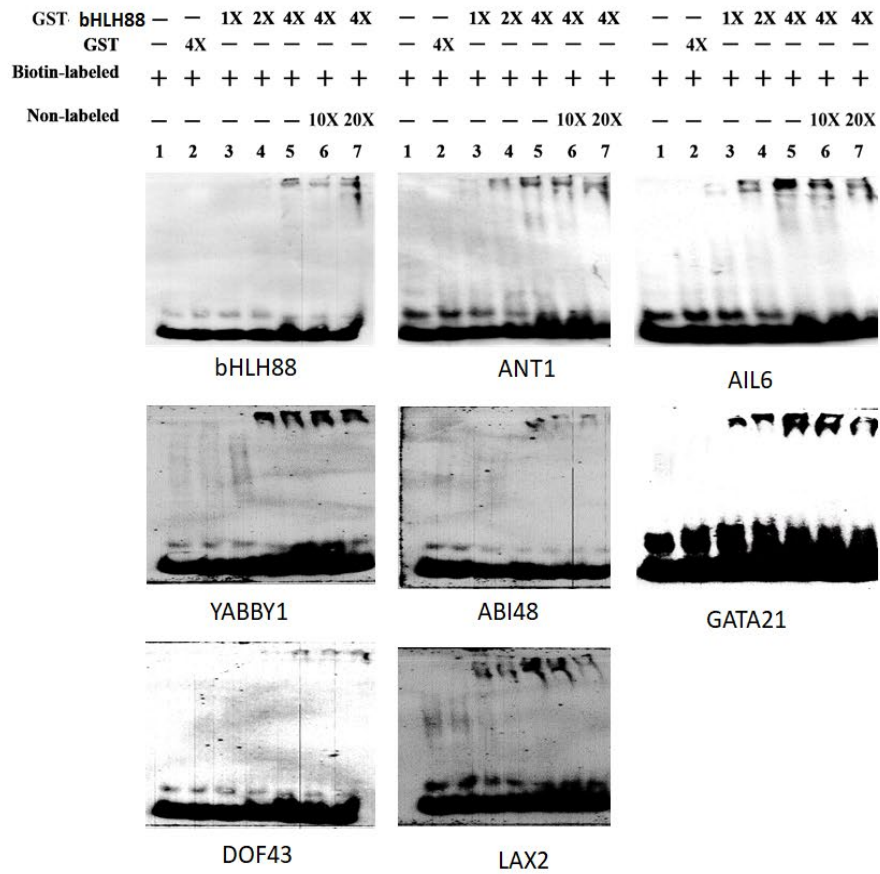 GST bHLH88 — — 1X 2X 4X 4X 4X — — 1X 2X 4X 4X 4X — — 1X 2X 4X 4X 4X
GST — 4X — — — — — — 4X — — — — — — 4X — — — — —
Biotin-labeled + + + + + + + + + + + + + + + + + + + + +
Non-labeled — — — — — 10X 20X — — — — — 10X 20X — — — — — 10X 20X
1 2 3 4 5 6 7 1 2 3 4 5 6 7 1 2 3 4 5 6 7
bHLH88 ANT1 AIL6
YABBY1 ABI48 GATA21
DOF43 LAX2